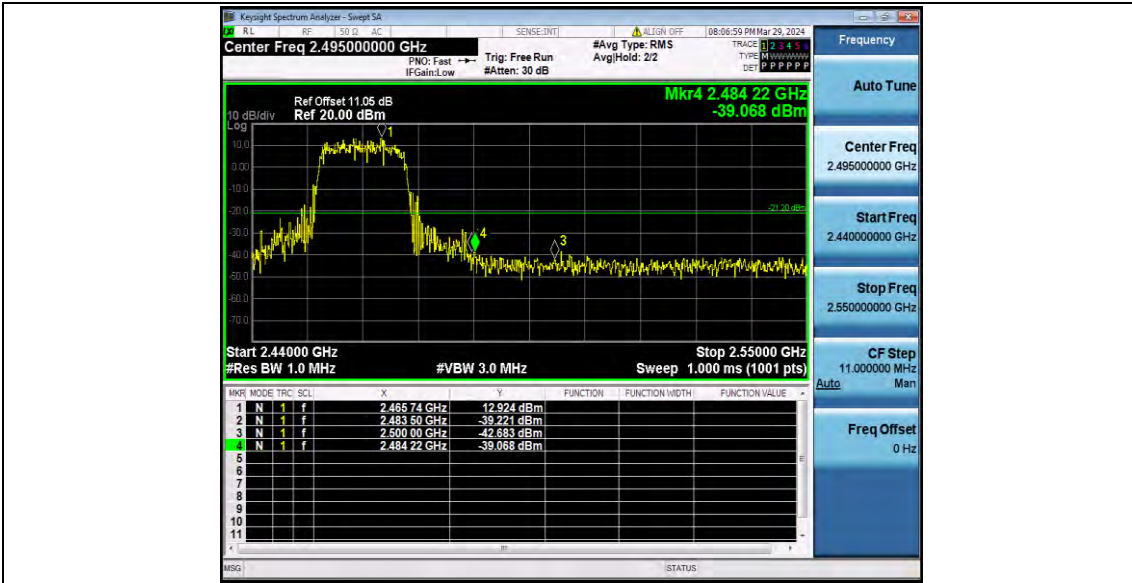 Keysight Spectrum Analyzer - Swept SA
RL RF 50 Ω AC SENSE:INT ALIGN OFF 08:06:59 PM Mar 29, 2024
Center Freq 2.495000000 GHz
#Avg Type: RMS
TRACE 1 2 3 4 5 6
PNO: Fast Trig: Free Run Avg|Hold: 2/2
TYPE M W W W W W
IFGain:Low #Atten: 30 dB
DET P P P P P P
Mkr4 2.484 22 GHz
-39.068 dBm
Ref Offset 11.05 dB
10 dB/div Ref 20.00 dBm
Log
10.0
0.00
-10.0
-20.0
-30.0
-40.0
-50.0
-60.0
-70.0
1
4
3
-21.20 dBm
Start 2.44000 GHz Stop 2.55000 GHz
#Res BW 1.0 MHz #VBW 3.0 MHz Sweep 1.000 ms (1001 pts)
MKR MODE TRC SCL X Y FUNCTION FUNCTION WIDTH FUNCTION VALUE
1 N 1 f 2.465 74 GHz 12.924 dBm
2 N 1 f 2.483 50 GHz -39.221 dBm
3 N 1 f 2.500 00 GHz -42.683 dBm
4 N 1 f 2.484 22 GHz -39.068 dBm
5
6
7
8
9
10
11
MSG STATUS
Frequency
Auto Tune
Center Freq
2.495000000 GHz
Start Freq
2.440000000 GHz
Stop Freq
2.550000000 GHz
CF Step
11.000000 MHz
Auto Man
Freq Offset
0 Hz